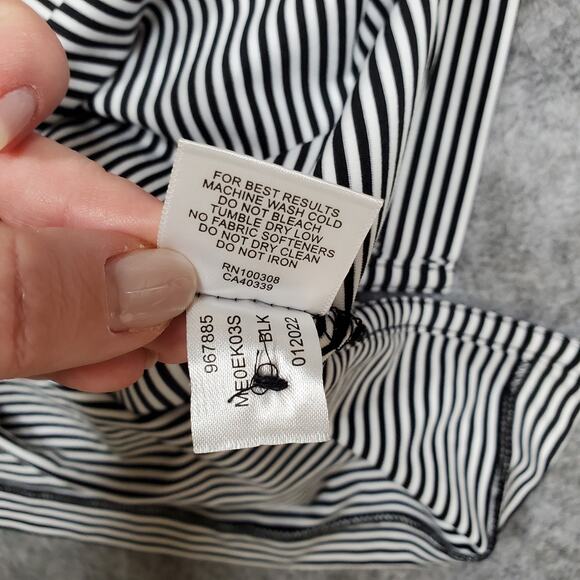 FOR BEST RESULTS
MACHINE WASH COLD
DO NOT BLEACH
TUMBLE DRY LOW
NO FABRIC SOFTENERS
DO NOT DRY CLEAN
DO NOT IRON
RN100308
CA40339
967885
ME0EK03S
BLK
012022